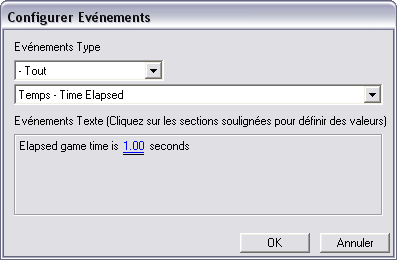 Configurer Evénements
Evénements Type
- Tout
Temps - Time Elapsed
Evénements Texte (Cliquez sur les sections soulignées pour définir des valeurs)
Elapsed game time is 1.00 seconds
OK
Annuler